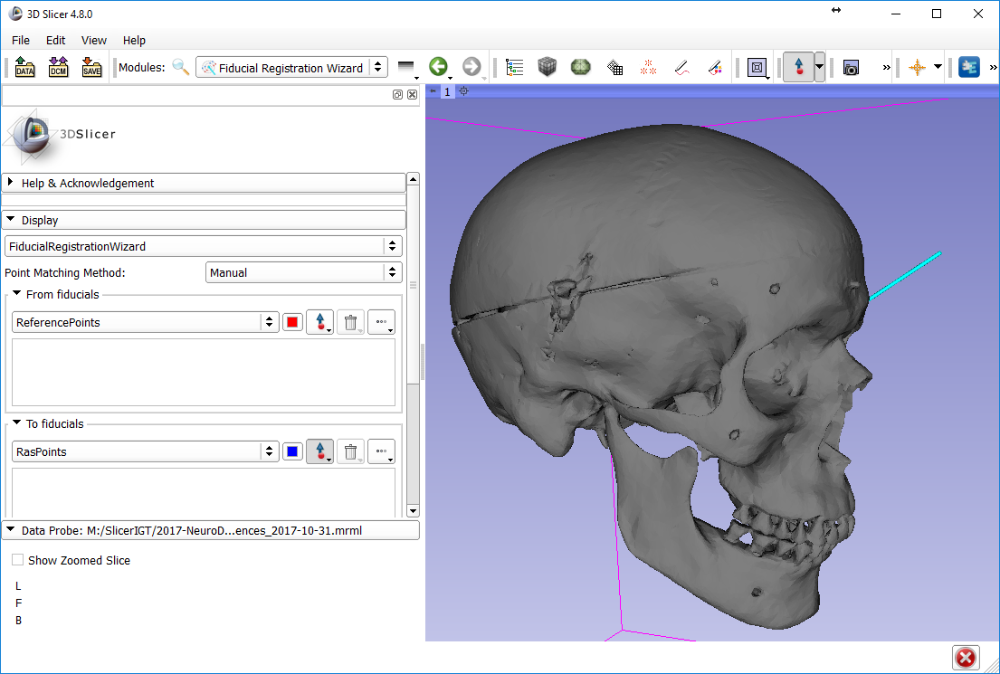 3D Slicer 4.8.0
File Edit View Help
DATA DCM SAVE Modules: Fiducial Registration Wizard »  »
1
3DSlicer
Help & Acknowledgement
Display
FiducialRegistrationWizard
Point Matching Method: Manual
From fiducials
ReferencePoints
To fiducials
RasPoints
Data Probe: M:/SlicerIGT/2017-NeuroD...ences_2017-10-31.mrml
Show Zoomed Slice
L
F
B